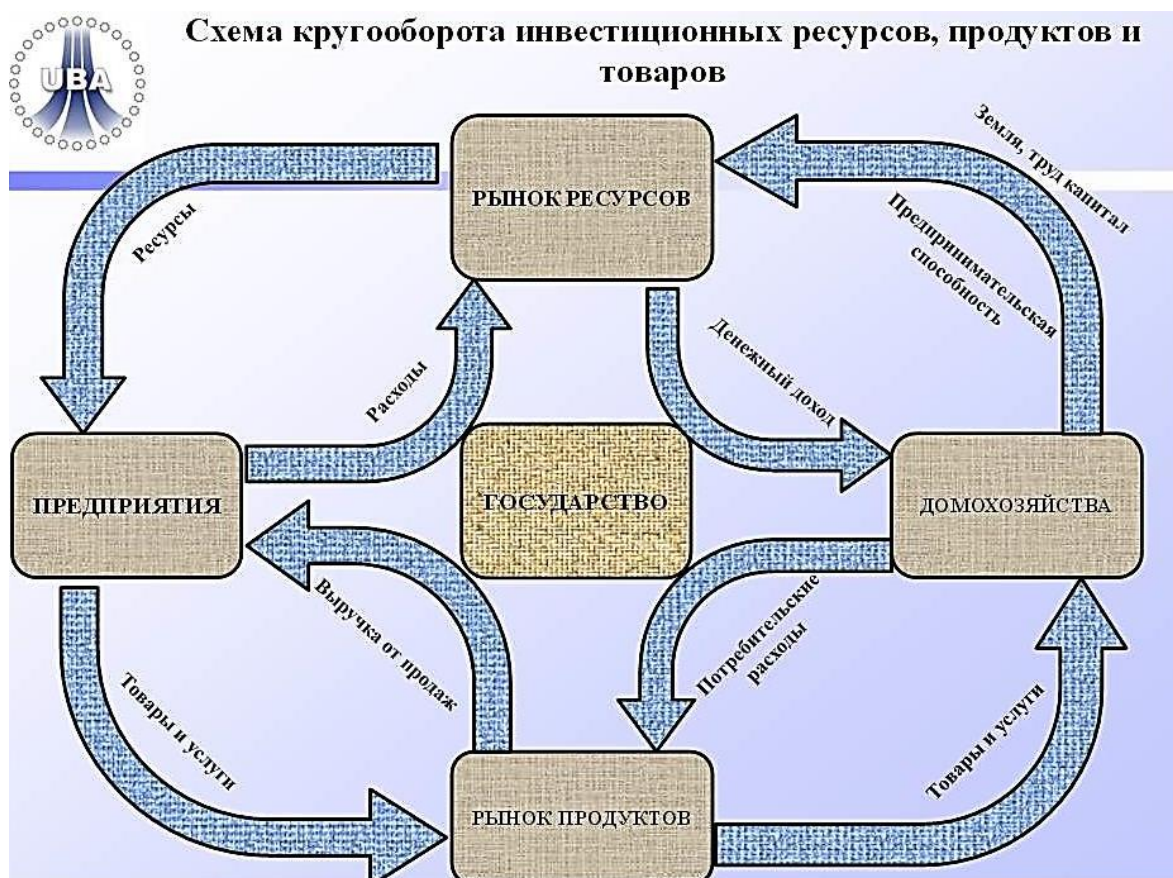 Схема кругооборота инвестиционных ресурсов, продуктов и
товаров
UBA
Земля, труд капитал
РЫНОК РЕСУРСОВ
Ресурсы
Предпринимательская
способность
Денежный доход
Расходы
ПРЕДПРИЯТИЯ
ГОСУДАРСТВО
ДОМОХОЗЯЙСТВА
Выручка от продаж
Потребительские
расходы
Товары и услуги
Товары и услуги
РЫНОК ПРОДУКТОВ